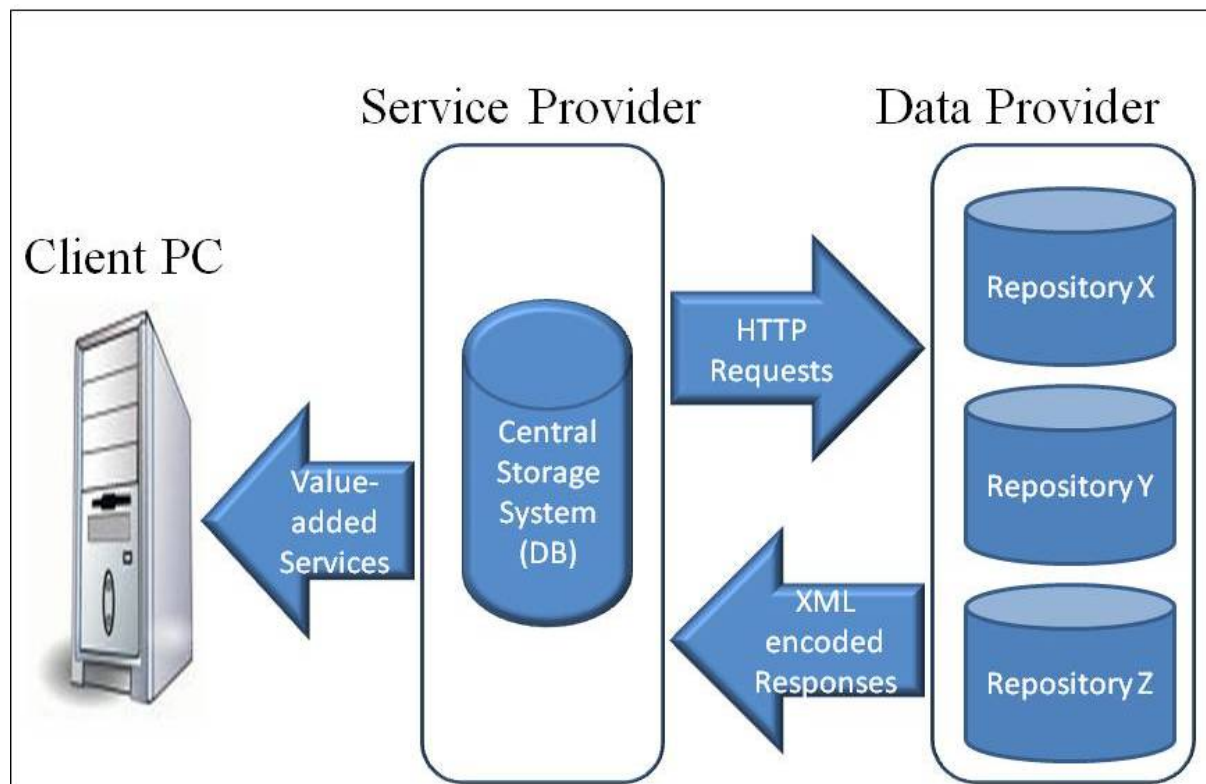 Service Provider
Data Provider
Client PC
Value-
added
Services
Central
Storage
System
(DB)
HTTP
Requests
XML
encoded
Responses
Repository X
Repository Y
Repository Z